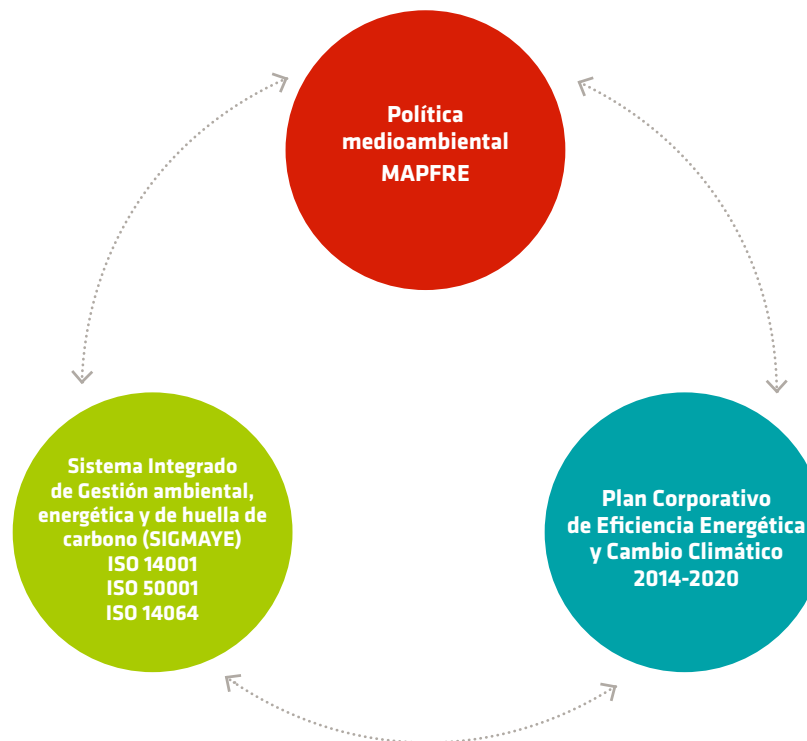 Política
medioambiental
MAPFRE
Sistema Integrado
de Gestión ambiental,
energética y de huella de
carbono (SIGMAYE)
ISO 14001
ISO 50001
ISO 14064
Plan Corporativo
de Eficiencia Energética
y Cambio Climático
2014-2020